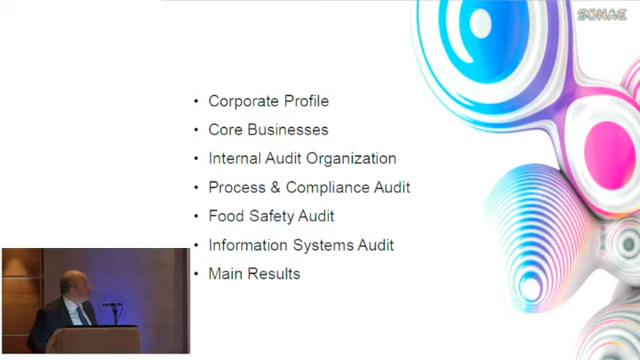 SONAE
• Corporate Profile
• Core Businesses
• Internal Audit Organization
• Process & Compliance Audit
• Food Safety Audit
• Information Systems Audit
• Main Results